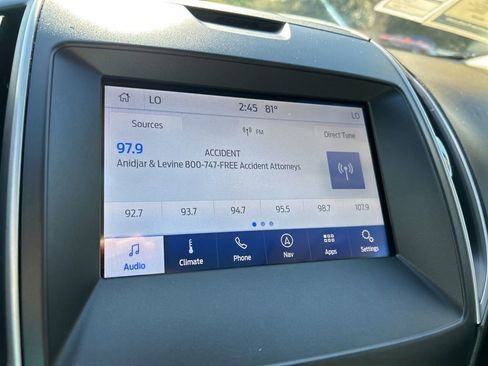 LO 2:45 81° LO
Sources FM Direct Tune
97.9 ACCIDENT
Anidjar & Levine 800-747-FREE Accident Attorneys
92.7 93.7 94.7 95.5 98.7 107.9
Audio Climate Phone Nav Apps Settings